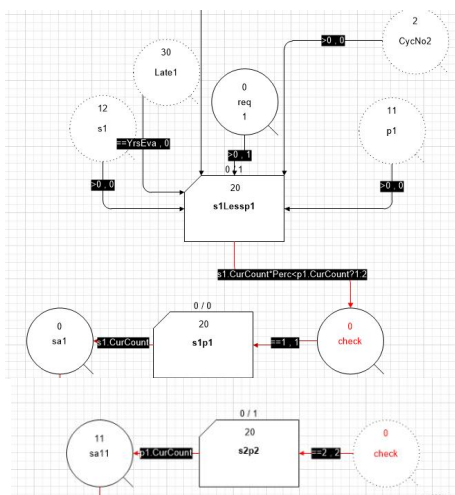 2
CycNo2
>0 , 0
30
Late1
0
req
1
12
s1
11
p1
==YrsEva , 0
>0 , 1
0 1
>0 , 0
>0 , 0
20
s1Lessp1
s1.CurCount*Perc<p1.CurCount?1:2
0 / 0
0
sa1
s1.CurCount
20
s1p1
==1 , 1
0
check
0 / 1
11
sa11
p1.CurCount
20
s2p2
==2 , 2
0
check